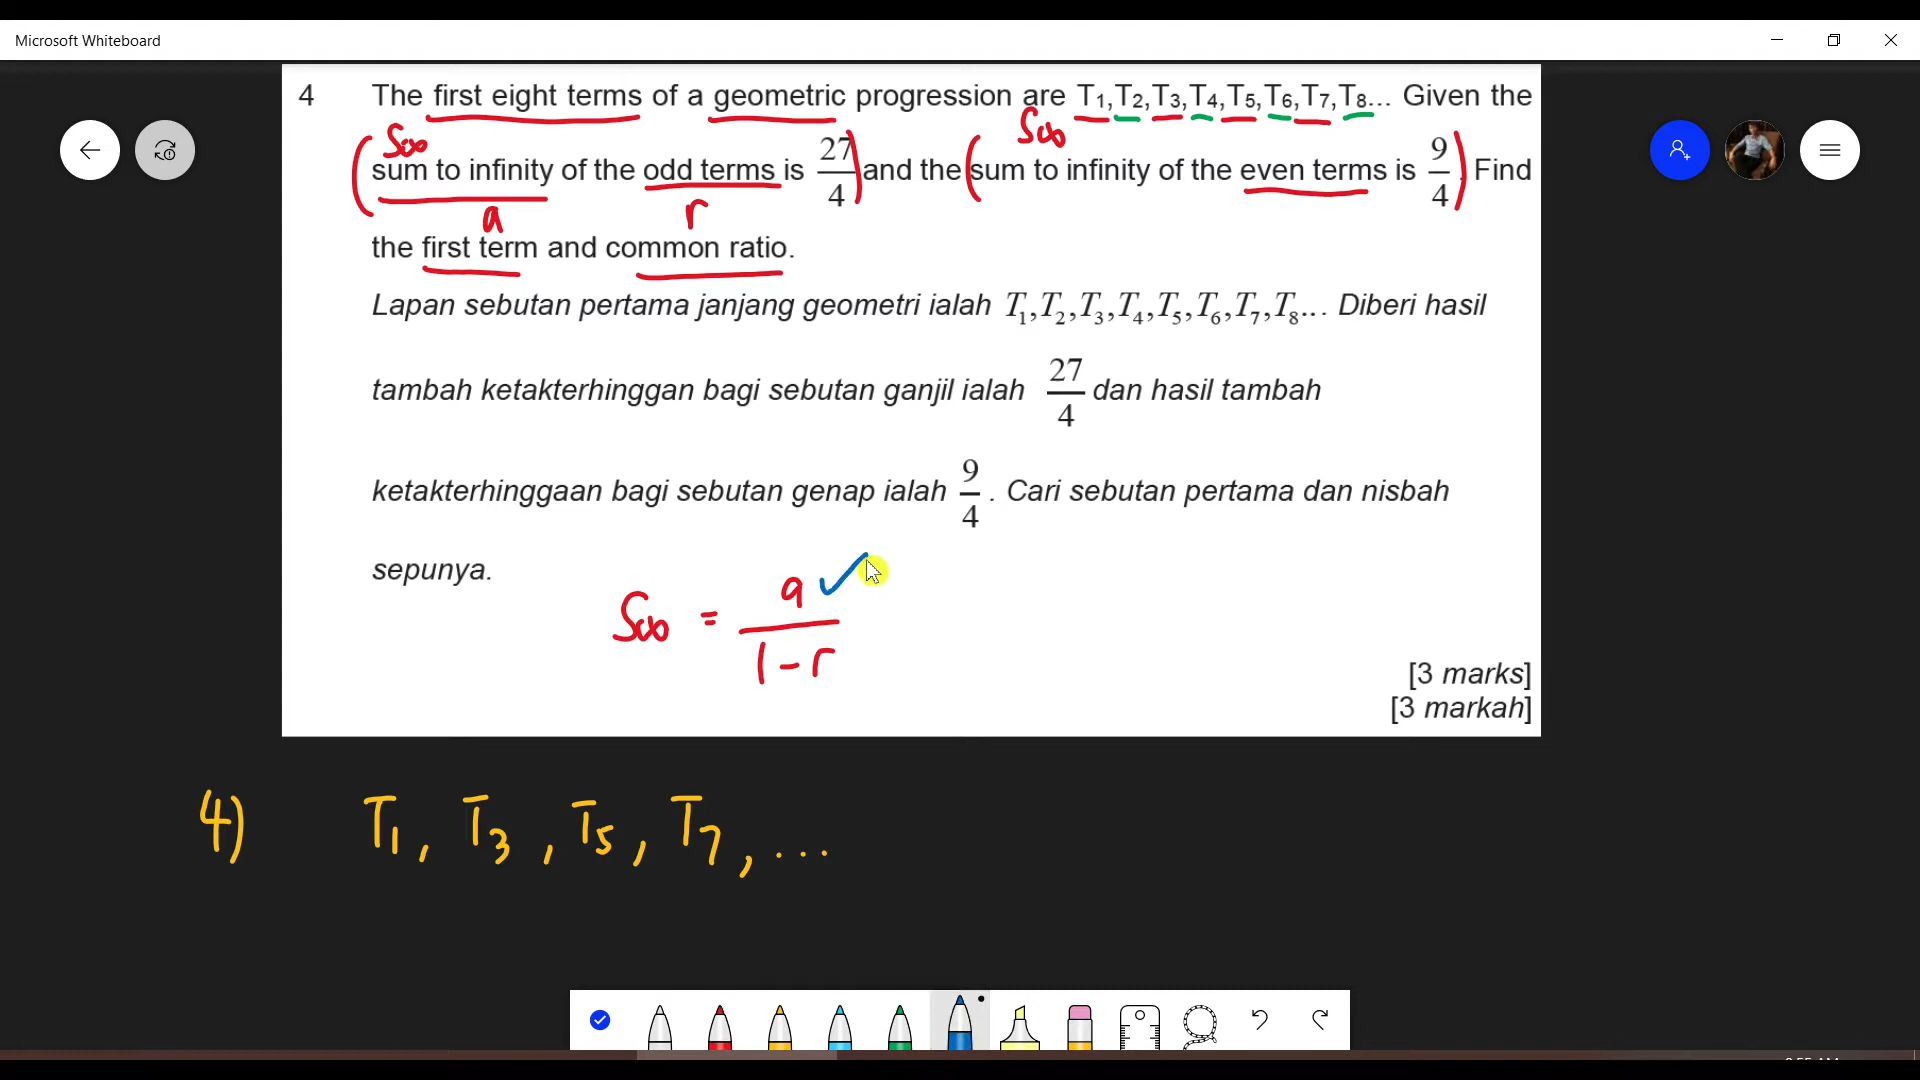 Microsoft Whiteboard
4 The first eight terms of a geometric progression are T1,T2,T3,T4,T5,T6,T7,T8... Given the
S∞ S∞
sum to infinity of the odd terms is 27/4 and the sum to infinity of the even terms is 9/4. Find
a r
the first term and common ratio.
Lapan sebutan pertama janjang geometri ialah T1,T2,T3,T4,T5,T6,T7,T8... Diberi hasil
tambah ketakterhinggan bagi sebutan ganjil ialah 27/4 dan hasil tambah
ketakterhinggaan bagi sebutan genap ialah 9/4. Cari sebutan pertama dan nisbah
sepunya.
S∞ = a/(1-r)
[3 marks]
[3 markah]
4) T1, T3, T5, T7, ...